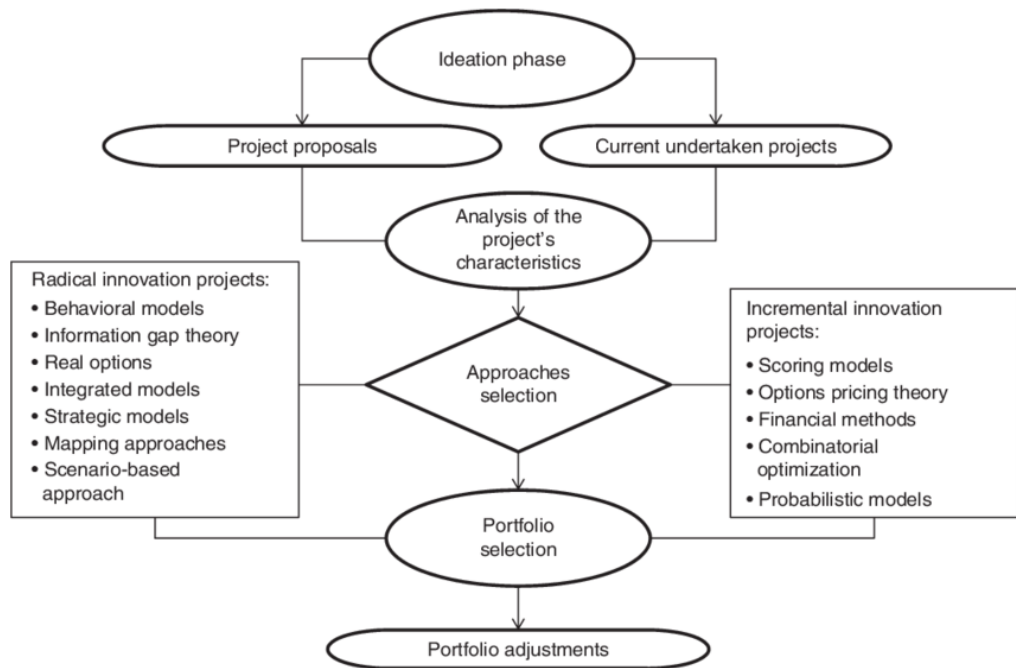 Ideation phase
Project proposals
Current undertaken projects
Analysis of the
project's
characteristics
Radical innovation projects:
• Behavioral models
• Information gap theory
• Real options
• Integrated models
• Strategic models
• Mapping approaches
• Scenario-based
approach
Approaches
selection
Incremental innovation
projects:
• Scoring models
• Options pricing theory
• Financial methods
• Combinatorial
optimization
• Probabilistic models
Portfolio
selection
Portfolio adjustments